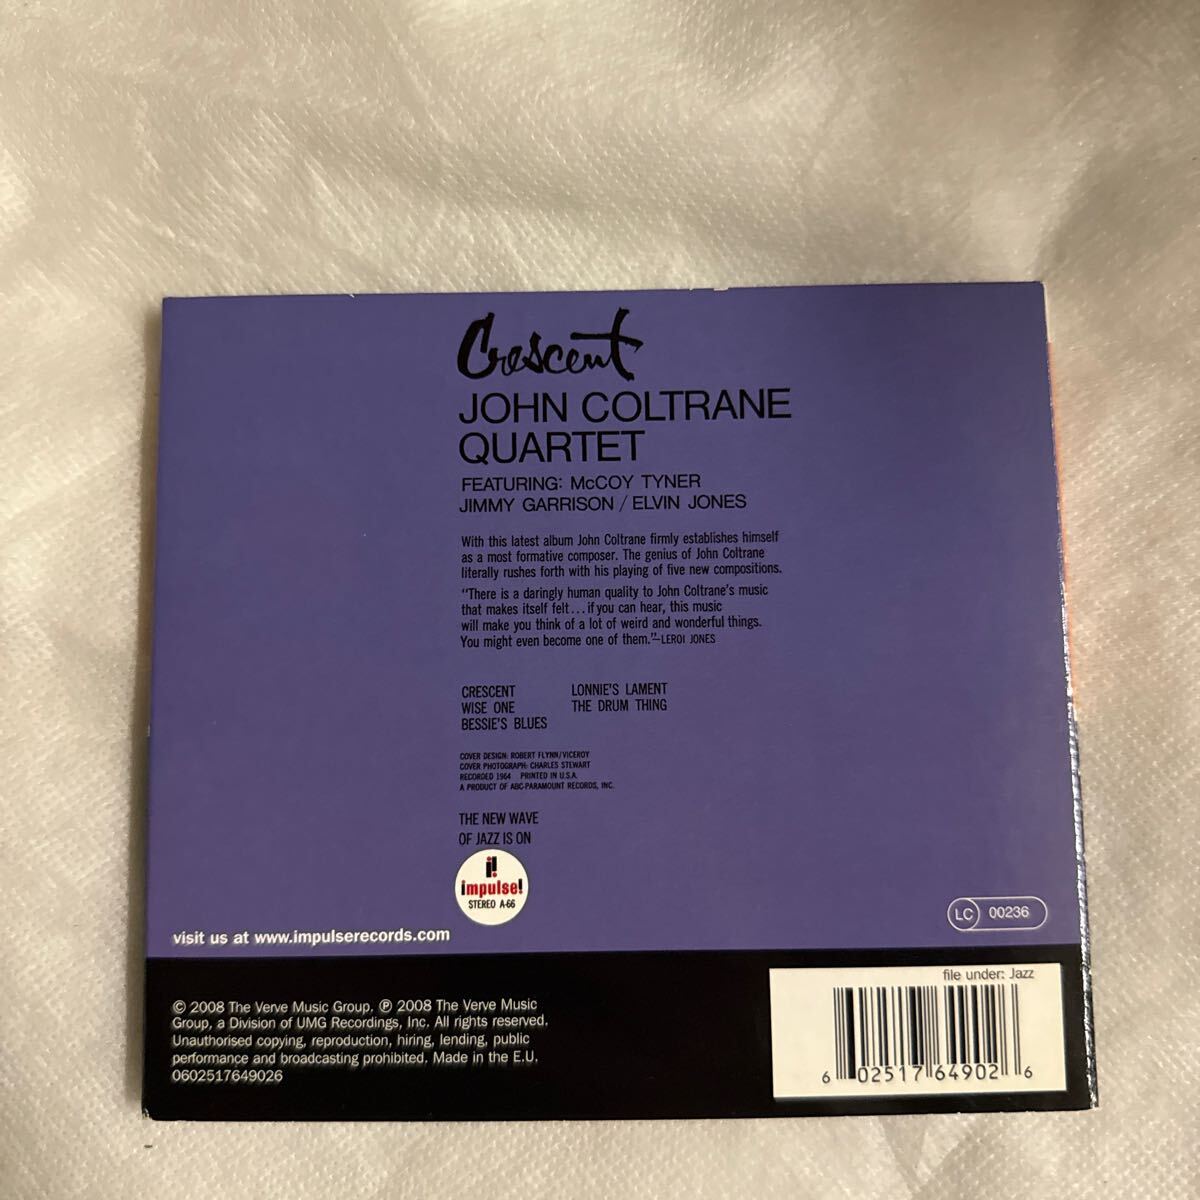 Crescent
JOHN COLTRANE
QUARTET
FEATURING: McCOY TYNER
JIMMY GARRISON / ELVIN JONES
With this latest album John Coltrane firmly establishes himself
as a most formative composer. The genius of John Coltrane
literally rushes forth with his playing of five new compositions.
"There is a daringly human quality to John Coltrane's music
that makes itself felt...if you can hear, this music
will make you think of a lot of weird and wonderful things.
You might even become one of them."—LEROI JONES
CRESCENT
WISE ONE
BESSIE'S BLUES
LONNIE'S LAMENT
THE DRUM THING
COVER DESIGN: ROBERT FLYNN/VICEROY
COVER PHOTOGRAPH: CHARLES STEWART
RECORDED 1964 PRINTED IN U.S.A.
A PRODUCT OF ABC-PARAMOUNT RECORDS, INC.
THE NEW WAVE
OF JAZZ IS ON
i!
impulse!
STEREO A-66
LC 00236
visit us at www.impulserecords.com
© 2008 The Verve Music Group. ℗ 2008 The Verve Music
Group, a Division of UMG Recordings, Inc. All rights reserved.
Unauthorised copying, reproduction, hiring, lending, public
performance and broadcasting prohibited. Made in the E.U.
0602517649026
file under: Jazz
6 02517 64902 6